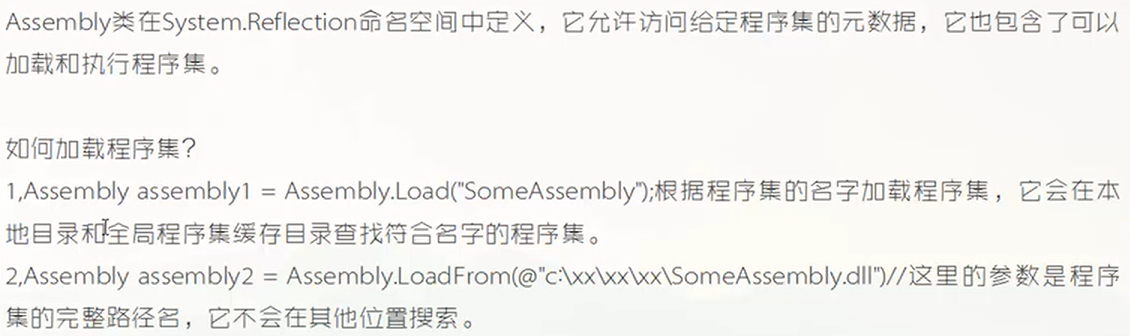 Assembly类在System.Reflection命名空间中定义，它允许访问给定程序集的元数据，它也包含了可以
加载和执行程序集。
如何加载程序集？
1,Assembly assembly1 = Assembly.Load("SomeAssembly");根据程序集的名字加载程序集，它会在本
地目录和全局程序集缓存目录查找符合名字的程序集。
2,Assembly assembly2 = Assembly.LoadFrom(@"c:\xx\xx\xx\SomeAssembly.dll")//这里的参数是程序
集的完整路径名，它不会在其他位置搜索。